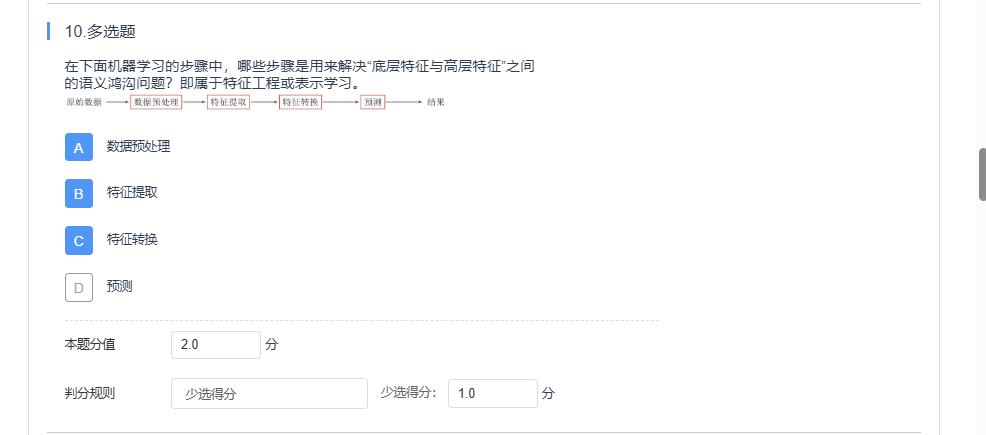 10.多选题
在下面机器学习的步骤中，哪些步骤是用来解决“底层特征与高层特征”之间
的语义鸿沟问题？即属于特征工程或表示学习。
原始数据 数据预处理 特征提取 特征转换 预测 结果
A 数据预处理
B 特征提取
C 特征转换
D 预测
本题分值 2.0 分
判分规则 少选得分 少选得分： 1.0 分